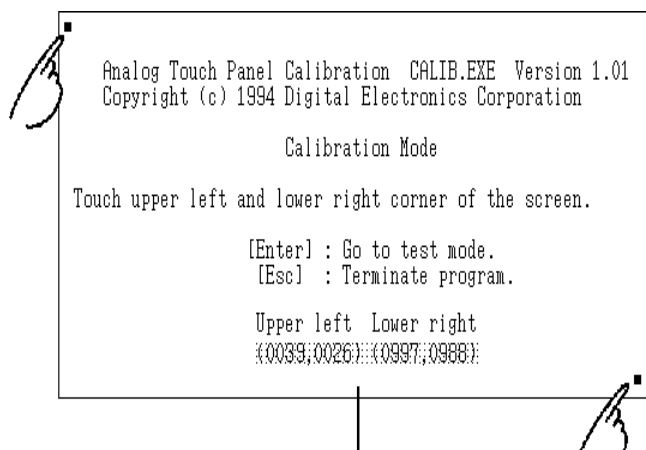 Analog Touch Panel Calibration CALIB.EXE Version 1.01
Copyright (c) 1994 Digital Electronics Corporation
Calibration Mode
Touch upper left and lower right corner of the screen.
[Enter] : Go to test mode.
[Esc] : Terminate program.
Upper left Lower right
(0039,0026) (0997,0988)